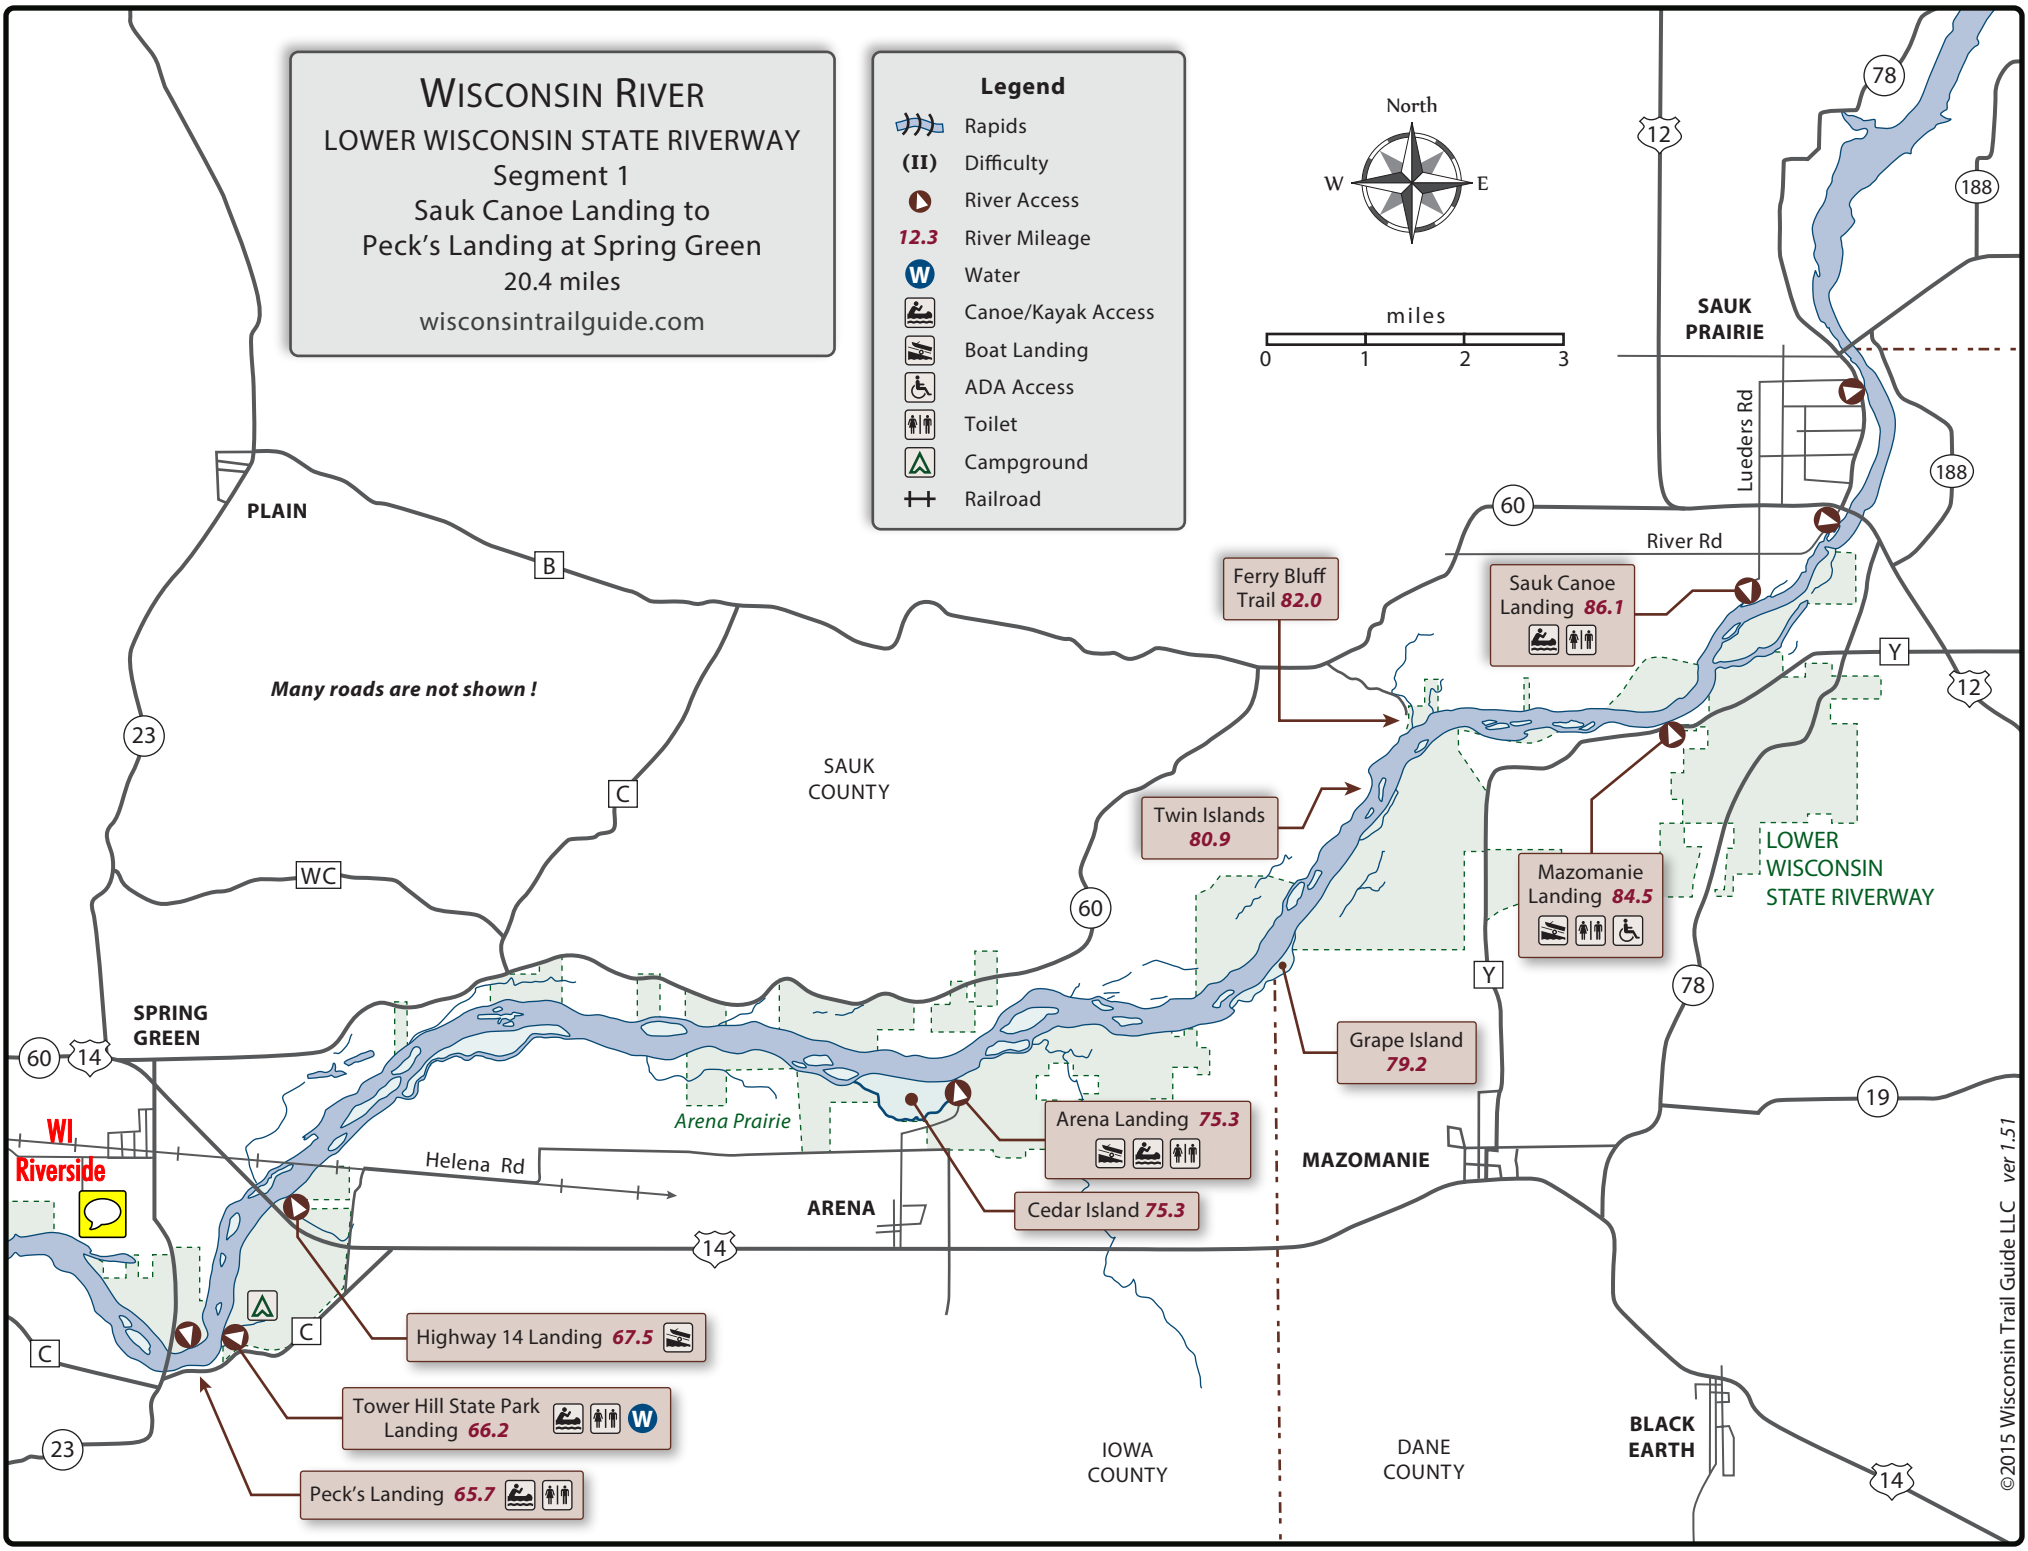 WISCONSIN RIVER
LOWER WISCONSIN STATE RIVERWAY
Segment 1
Sauk Canoe Landing to
Peck's Landing at Spring Green
20.4 miles
wisconsintrailguide.com
Legend
Rapids
(II) Difficulty
River Access
12.3 River Mileage
W Water
Canoe/Kayak Access
Boat Landing
ADA Access
Toilet
Campground
Railroad
North
W E
miles
0 1 2 3
12
78
188
SAUK
PRAIRIE
Lueders Rd
188
60
River Rd
PLAIN
B
Ferry Bluff
Trail 82.0
Sauk Canoe
Landing 86.1
Y
12
Many roads are not shown !
23
C
SAUK
COUNTY
Twin Islands
80.9
LOWER
WISCONSIN
STATE RIVERWAY
Mazomanie
Landing 84.5
WC
60
Y
78
SPRING
GREEN
60
14
Grape Island
79.2
19
WI
Riverside
Arena Prairie
Arena Landing 75.3
Helena Rd
MAZOMANIE
ARENA
Cedar Island 75.3
14
C
C
Highway 14 Landing 67.5
Tower Hill State Park
Landing 66.2
W
23
Peck's Landing 65.7
IOWA
COUNTY
DANE
COUNTY
BLACK
EARTH
14
©2015 Wisconsin Trail Guide LLC ver 1.51